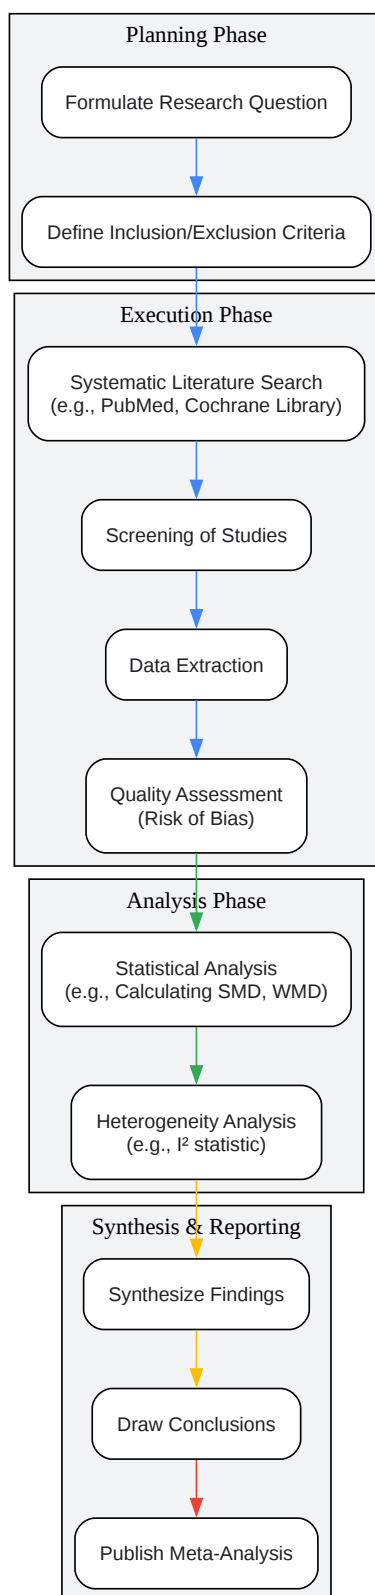 Planning Phase
Formulate Research Question
Define Inclusion/Exclusion Criteria
Execution Phase
Systematic Literature Search
(e.g., PubMed, Cochrane Library)
Screening of Studies
Data Extraction
Quality Assessment
(Risk of Bias)
Analysis Phase
Statistical Analysis
(e.g., Calculating SMD, WMD)
Heterogeneity Analysis
(e.g., I² statistic)
Synthesis & Reporting
Synthesize Findings
Draw Conclusions
Publish Meta-Analysis